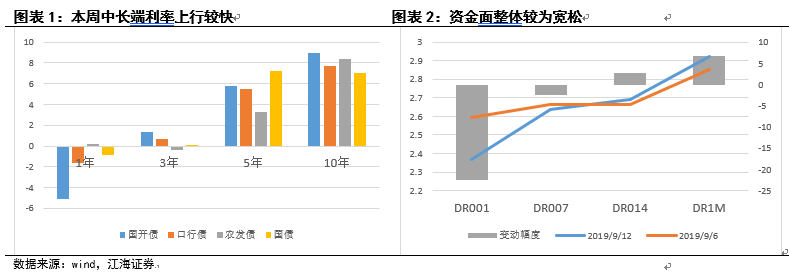 图表 1：本周中长端利率上行较快
图表 2：资金面整体较为宽松
10
8
6
4
2
0
-2
-4
-6
1年
3年
5年
10年
国开债 口行债 农发债 国债
3
2.9
2.8
2.7
2.6
2.5
2.4
2.3
2.2
10
5
0
-5
-10
-15
-20
-25
DR001
DR007
DR014
DR1M
变动幅度 2019/9/12 2019/9/6
数据来源：wind，江海证券